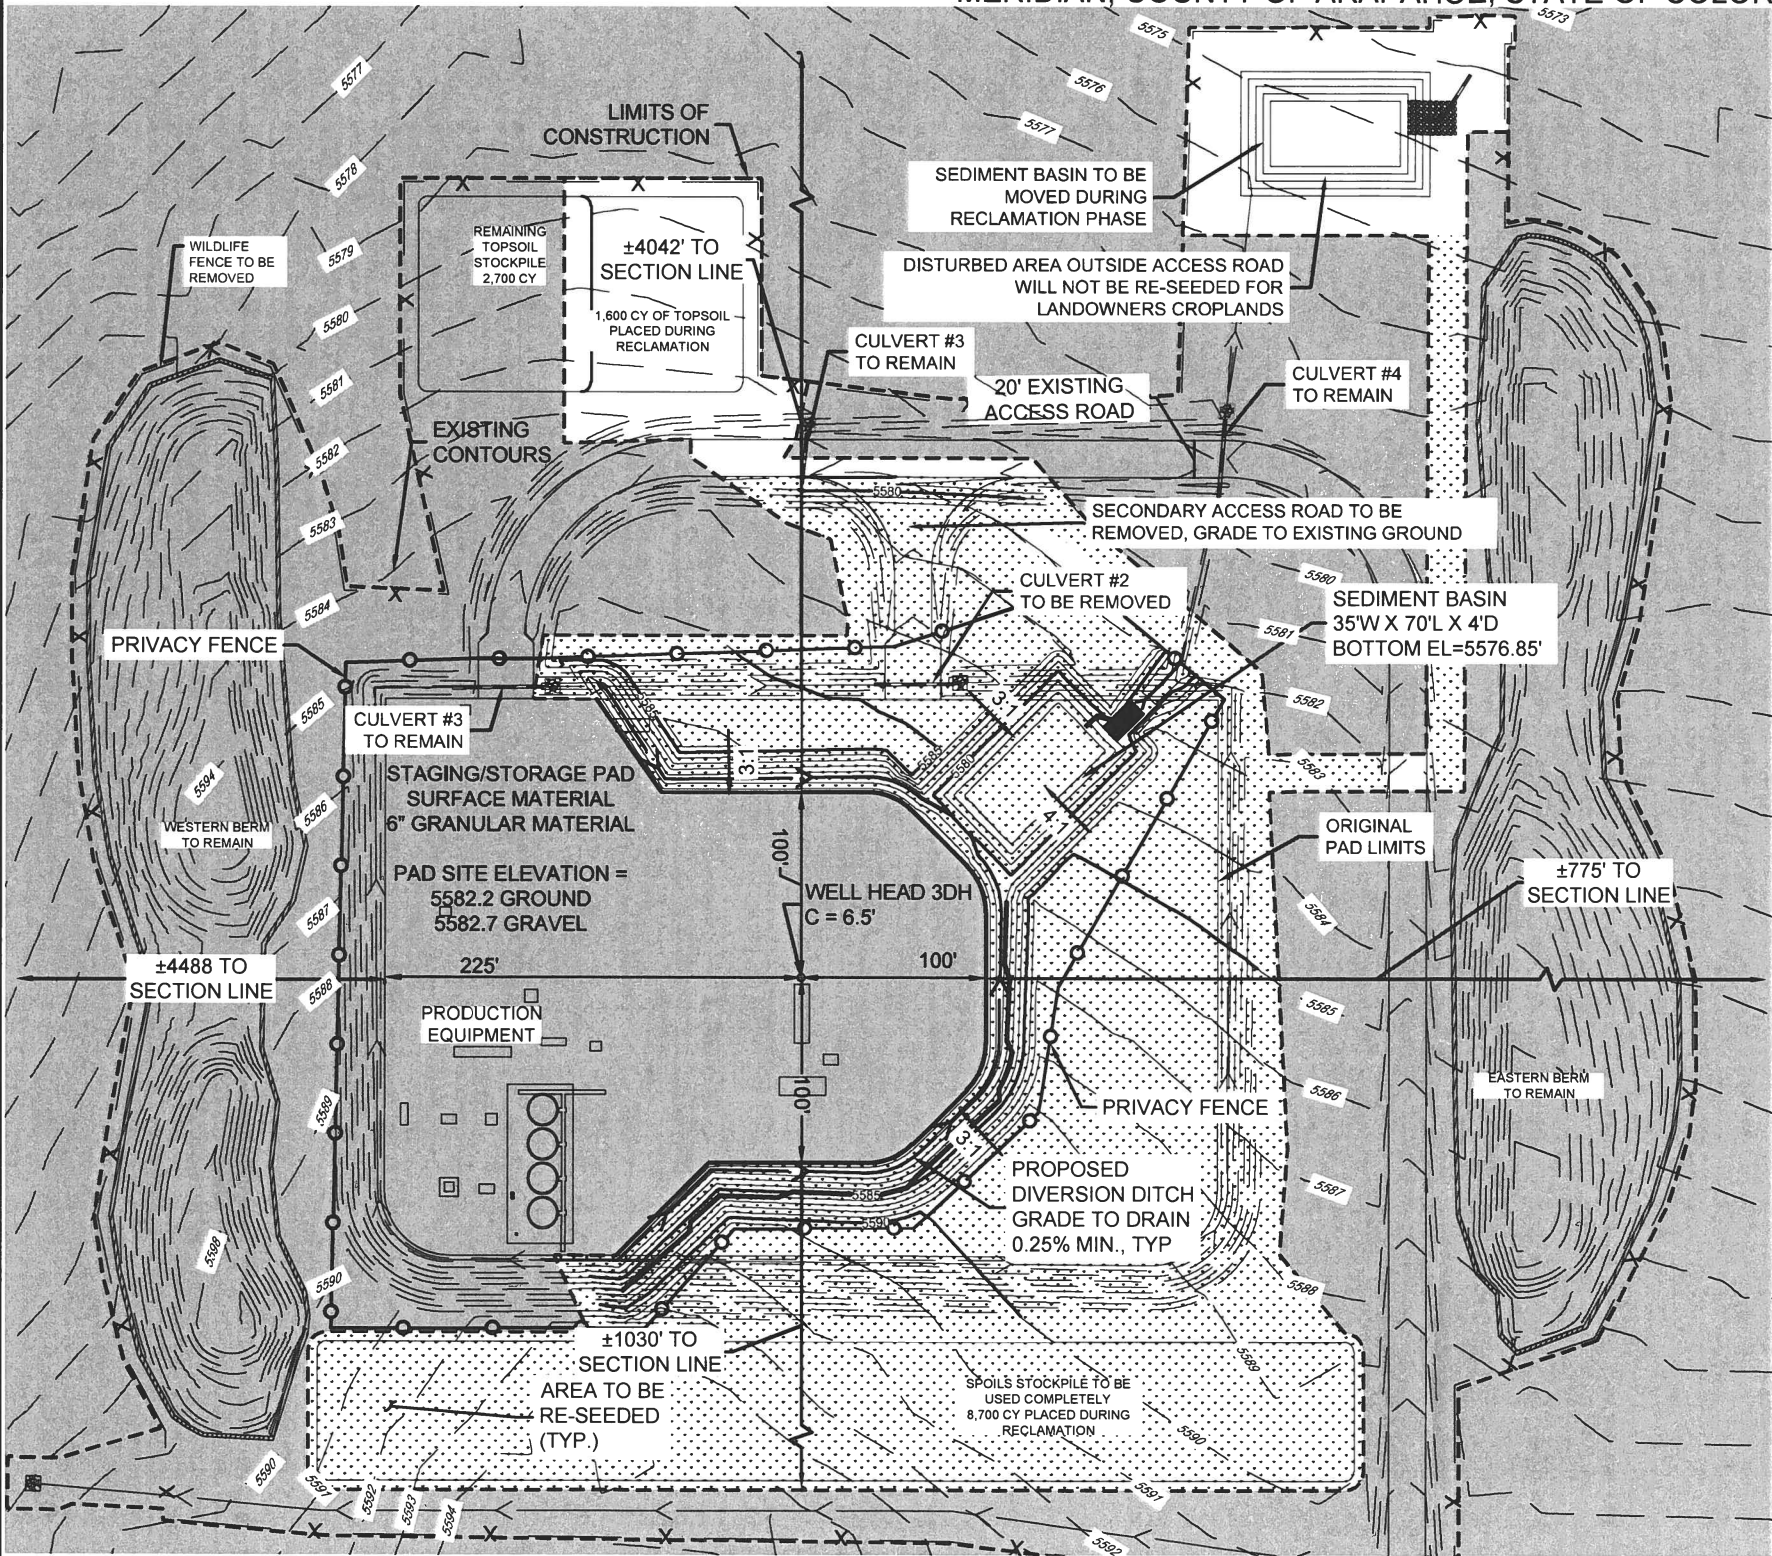 5573
5575
5576
5577
5577
LIMITS OF
CONSTRUCTION
5578
SEDIMENT BASIN TO BE
MOVED DURING
RECLAMATION PHASE
WILDLIFE
FENCE TO BE
REMOVED
5579
REMAINING
TOPSOIL
STOCKPILE
2,700 CY
±4042' TO
SECTION LINE
DISTURBED AREA OUTSIDE ACCESS ROAD
WILL NOT BE RE-SEEDED FOR
LANDOWNERS CROPLANDS
5580
1,600 CY OF TOPSOIL
PLACED DURING
RECLAMATION
CULVERT #3
TO REMAIN
20' EXISTING
ACCESS ROAD
CULVERT #4
TO REMAIN
5581
EXISTING
CONTOURS
5582
5580
5583
SECONDARY ACCESS ROAD TO BE
REMOVED, GRADE TO EXISTING GROUND
5584
CULVERT #2
TO BE REMOVED
5580
SEDIMENT BASIN
35'W X 70'L X 4'D
BOTTOM EL=5576.85'
5581
PRIVACY FENCE
5585
5585
5582
CULVERT #3
TO REMAIN
3:1
3:1
5585
5580
5583
STAGING/STORAGE PAD
SURFACE MATERIAL
6" GRANULAR MATERIAL
5594
5586
WESTERN BERM
TO REMAIN
4:1
ORIGINAL
PAD LIMITS
100'
PAD SITE ELEVATION =
5582.2 GROUND
5582.7 GRAVEL
WELL HEAD 3DH
C = 6.5'
±775' TO
SECTION LINE
5587
5584
±4488 TO
SECTION LINE
225'
100'
5588
5585
PRODUCTION
EQUIPMENT
5589
100'
5586
EASTERN BERM
TO REMAIN
PRIVACY FENCE
3:1
PROPOSED
DIVERSION DITCH
GRADE TO DRAIN
0.25% MIN., TYP
5585
5587
5590
5598
5590
5588
±1030' TO
SECTION LINE
5589
AREA TO BE
RE-SEEDED
(TYP.)
SPOILS STOCKPILE TO BE
USED COMPLETELY
8,700 CY PLACED DURING
RECLAMATION
5590
5590
5591
5592
5593
5594
5591
5592